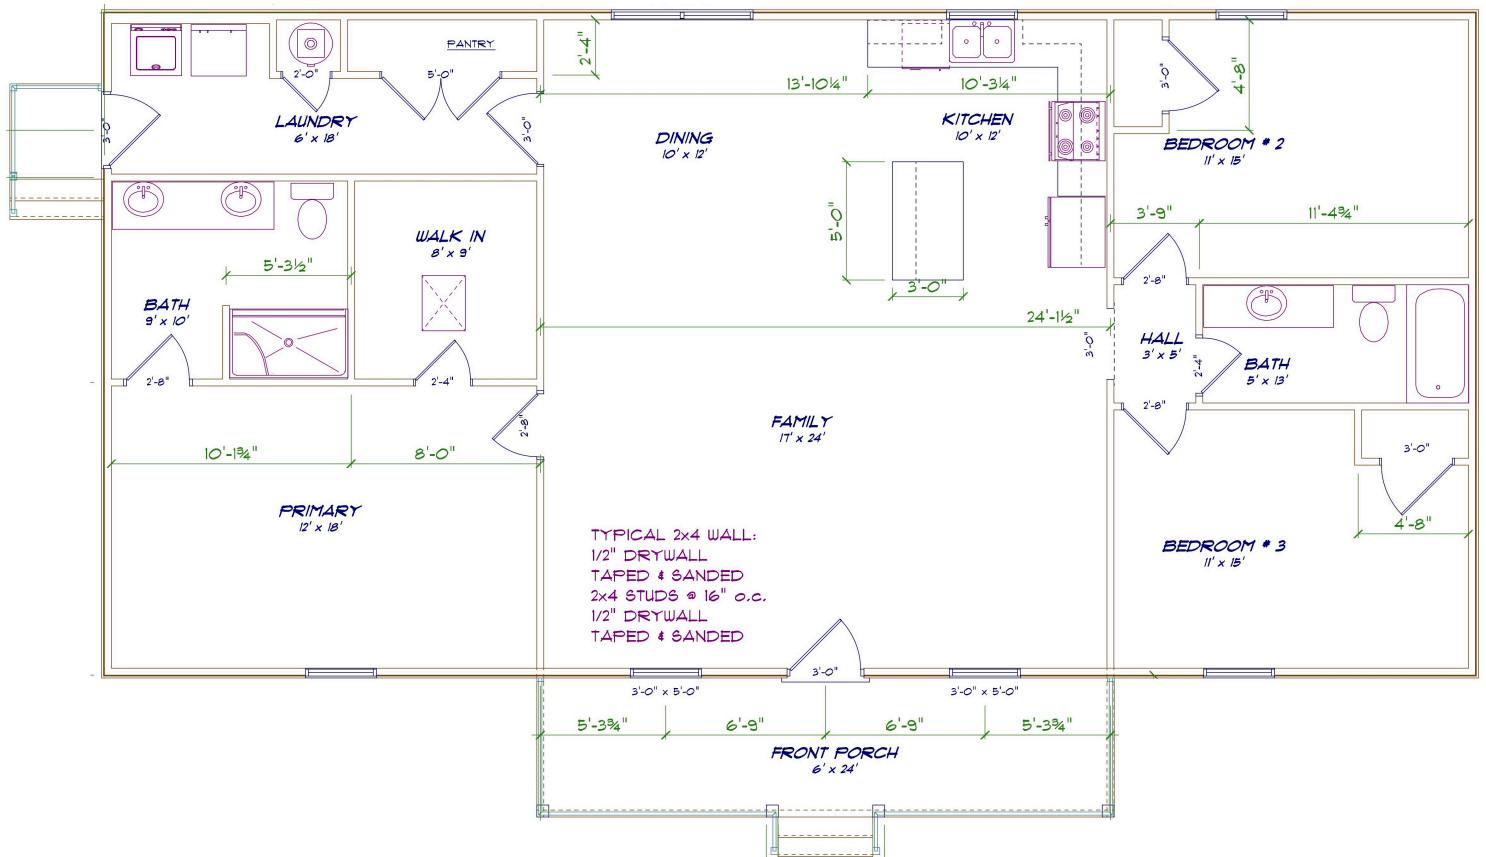 PANTRY
2'-0"
5'-0"
2'-4"
13'-10¼"
10'-3¼"
3'-0"
4'-8"
3'-0"
LAUNDRY
6' x 18'
3'-0"
DINING
10' x 12'
KITCHEN
10' x 12'
BEDROOM # 2
11' x 15'
5'-0"
3'-9"
11'-4¾"
WALK IN
8' x 9'
5'-3½"
2'-8"
3'-0"
BATH
9' x 10'
24'-1½"
3'-0"
HALL
3' x 5'
2'-4"
BATH
5' x 13'
2'-8"
2'-4"
2'-8"
2'-8"
FAMILY
17' x 24'
10'-1¾"
8'-0"
3'-0"
PRIMARY
12' x 18'
4'-8"
TYPICAL 2x4 WALL:
1/2" DRYWALL
TAPED & SANDED
2x4 STUDS @ 16" o.c.
1/2" DRYWALL
TAPED & SANDED
BEDROOM # 3
11' x 15'
3'-0"
3'-0" x 5'-0"
3'-0" x 5'-0"
5'-3¾"
6'-9"
6'-9"
5'-3¾"
FRONT PORCH
6' x 24'